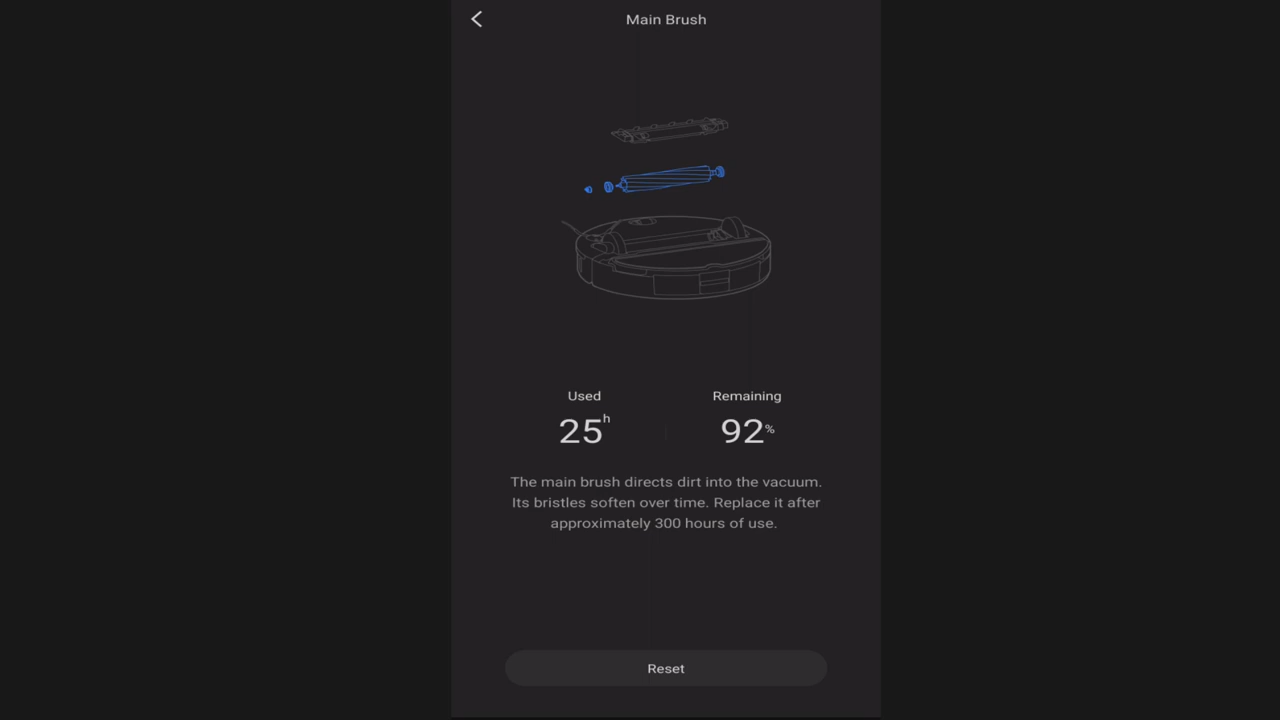 Main Brush
Used
Remaining
25h
92%
The main brush directs dirt into the vacuum.
Its bristles soften over time. Replace it after
approximately 300 hours of use.
Reset